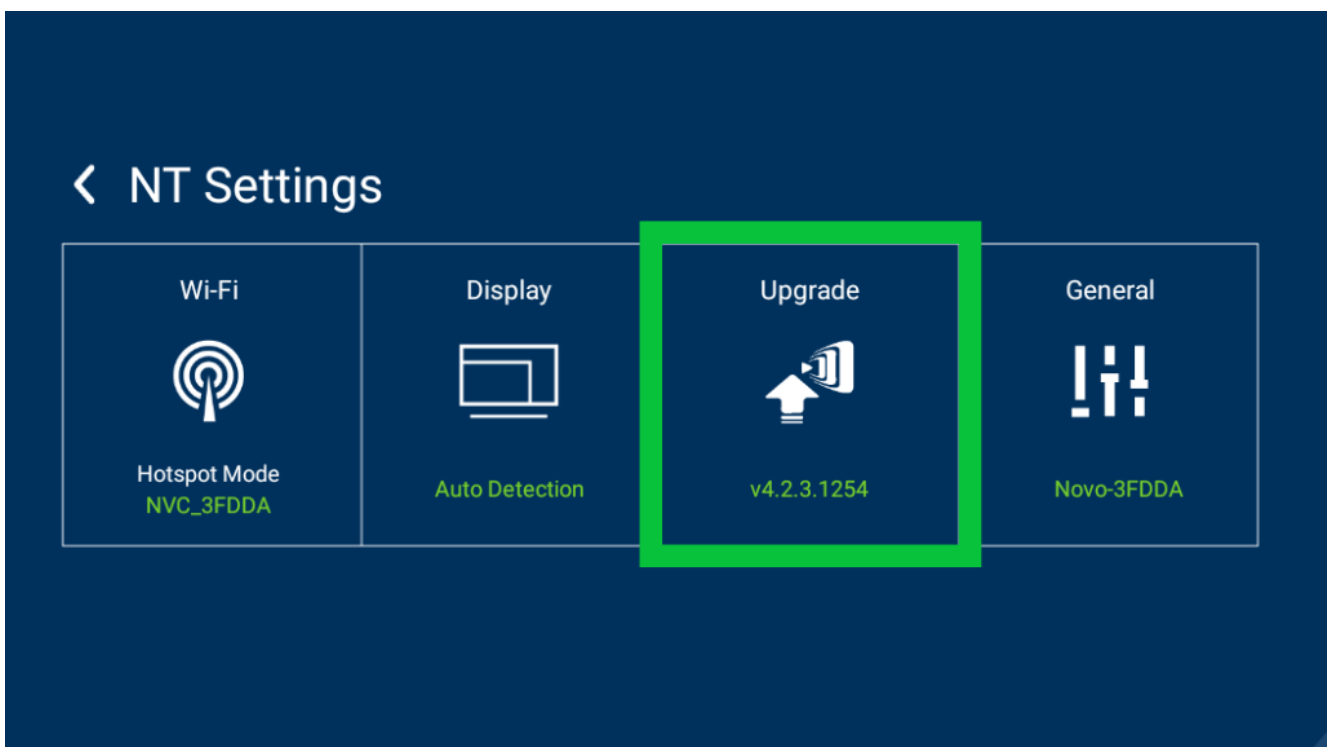 NT Settings
Wi-Fi
Hotspot Mode
NVC_3FDDA
Display
Auto Detection
Upgrade
v4.2.3.1254
General
Novo-3FDDA